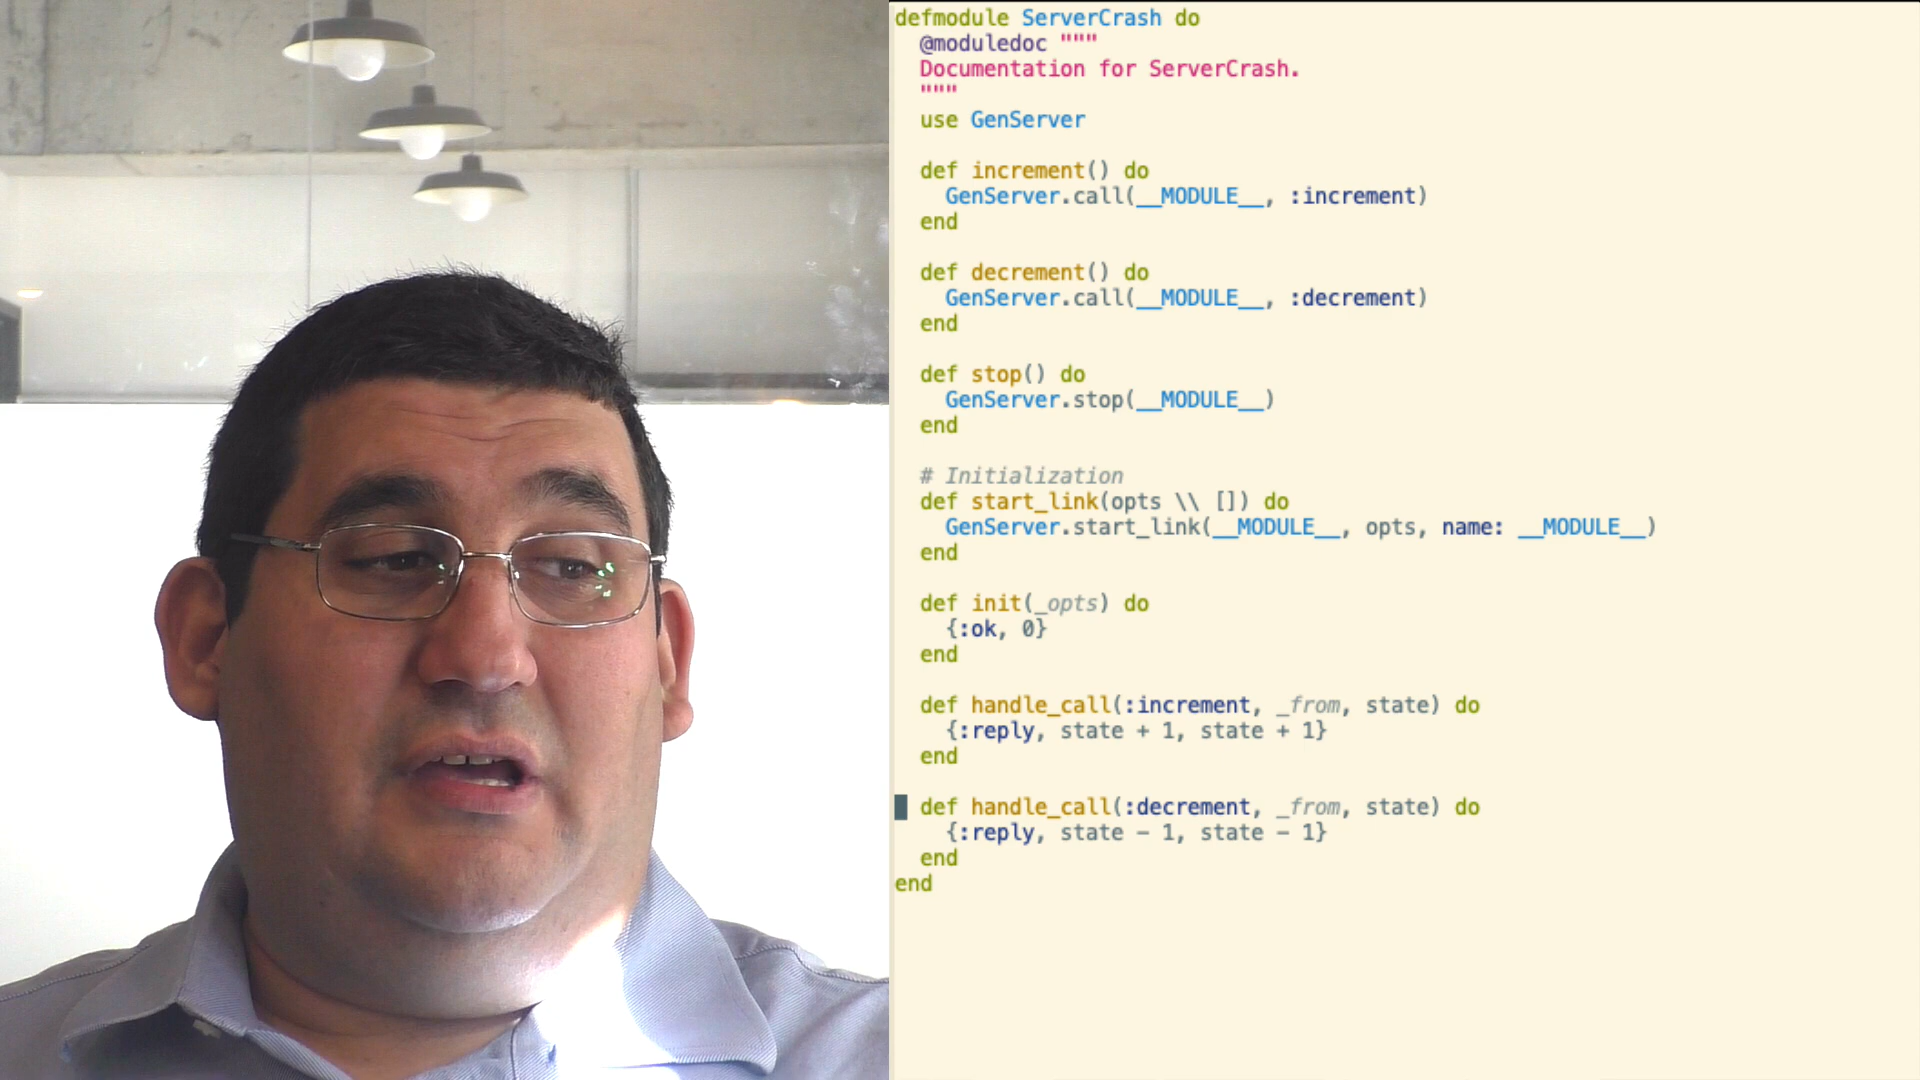 defmodule ServerCrash do
@moduledoc """
Documentation for ServerCrash.
"""
use GenServer
def increment() do
GenServer.call(__MODULE__, :increment)
end
def decrement() do
GenServer.call(__MODULE__, :decrement)
end
def stop() do
GenServer.stop(__MODULE__)
end
# Initialization
def start_link(opts \\ []) do
GenServer.start_link(__MODULE__, opts, name: __MODULE__)
end
def init(_opts) do
{:ok, 0}
end
def handle_call(:increment, _from, state) do
{:reply, state + 1, state + 1}
end
def handle_call(:decrement, _from, state) do
{:reply, state - 1, state - 1}
end
end